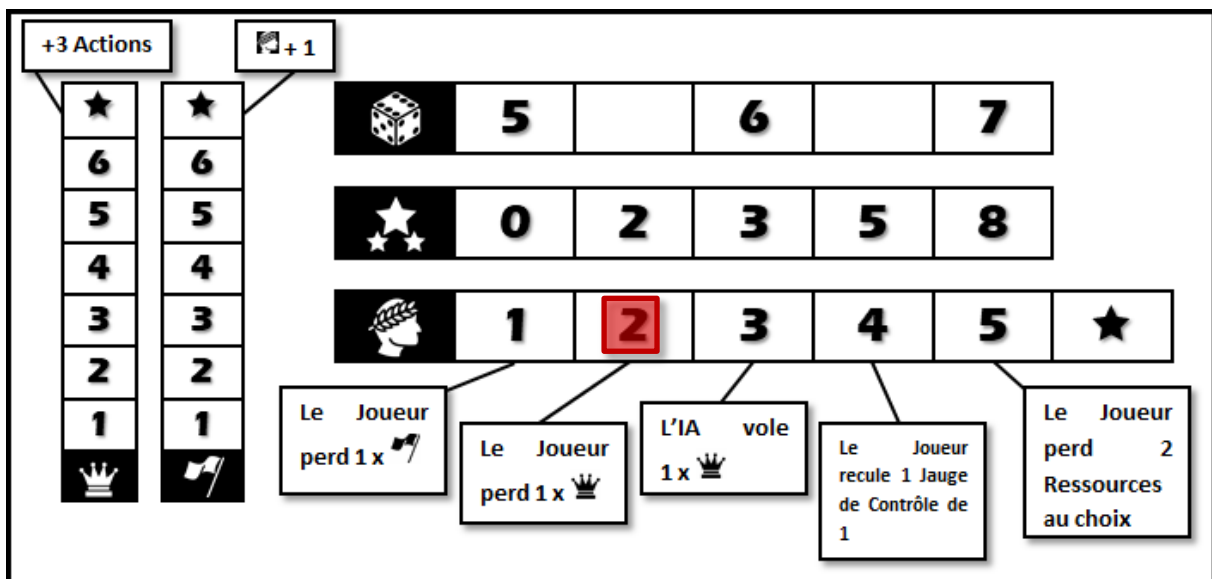 +3 Actions
+ 1
★ ★
6 6
5 5
4 4
3 3
2 2
1 1
5 6 7
0 2 3 5 8
1 2 3 4 5 ★
Le Joueur
perd 1 x
Le Joueur
perd 1 x
L'IA vole
1 x
Le Joueur
recule 1 Jauge
de Contrôle de
1
Le Joueur
perd 2
Ressources
au choix